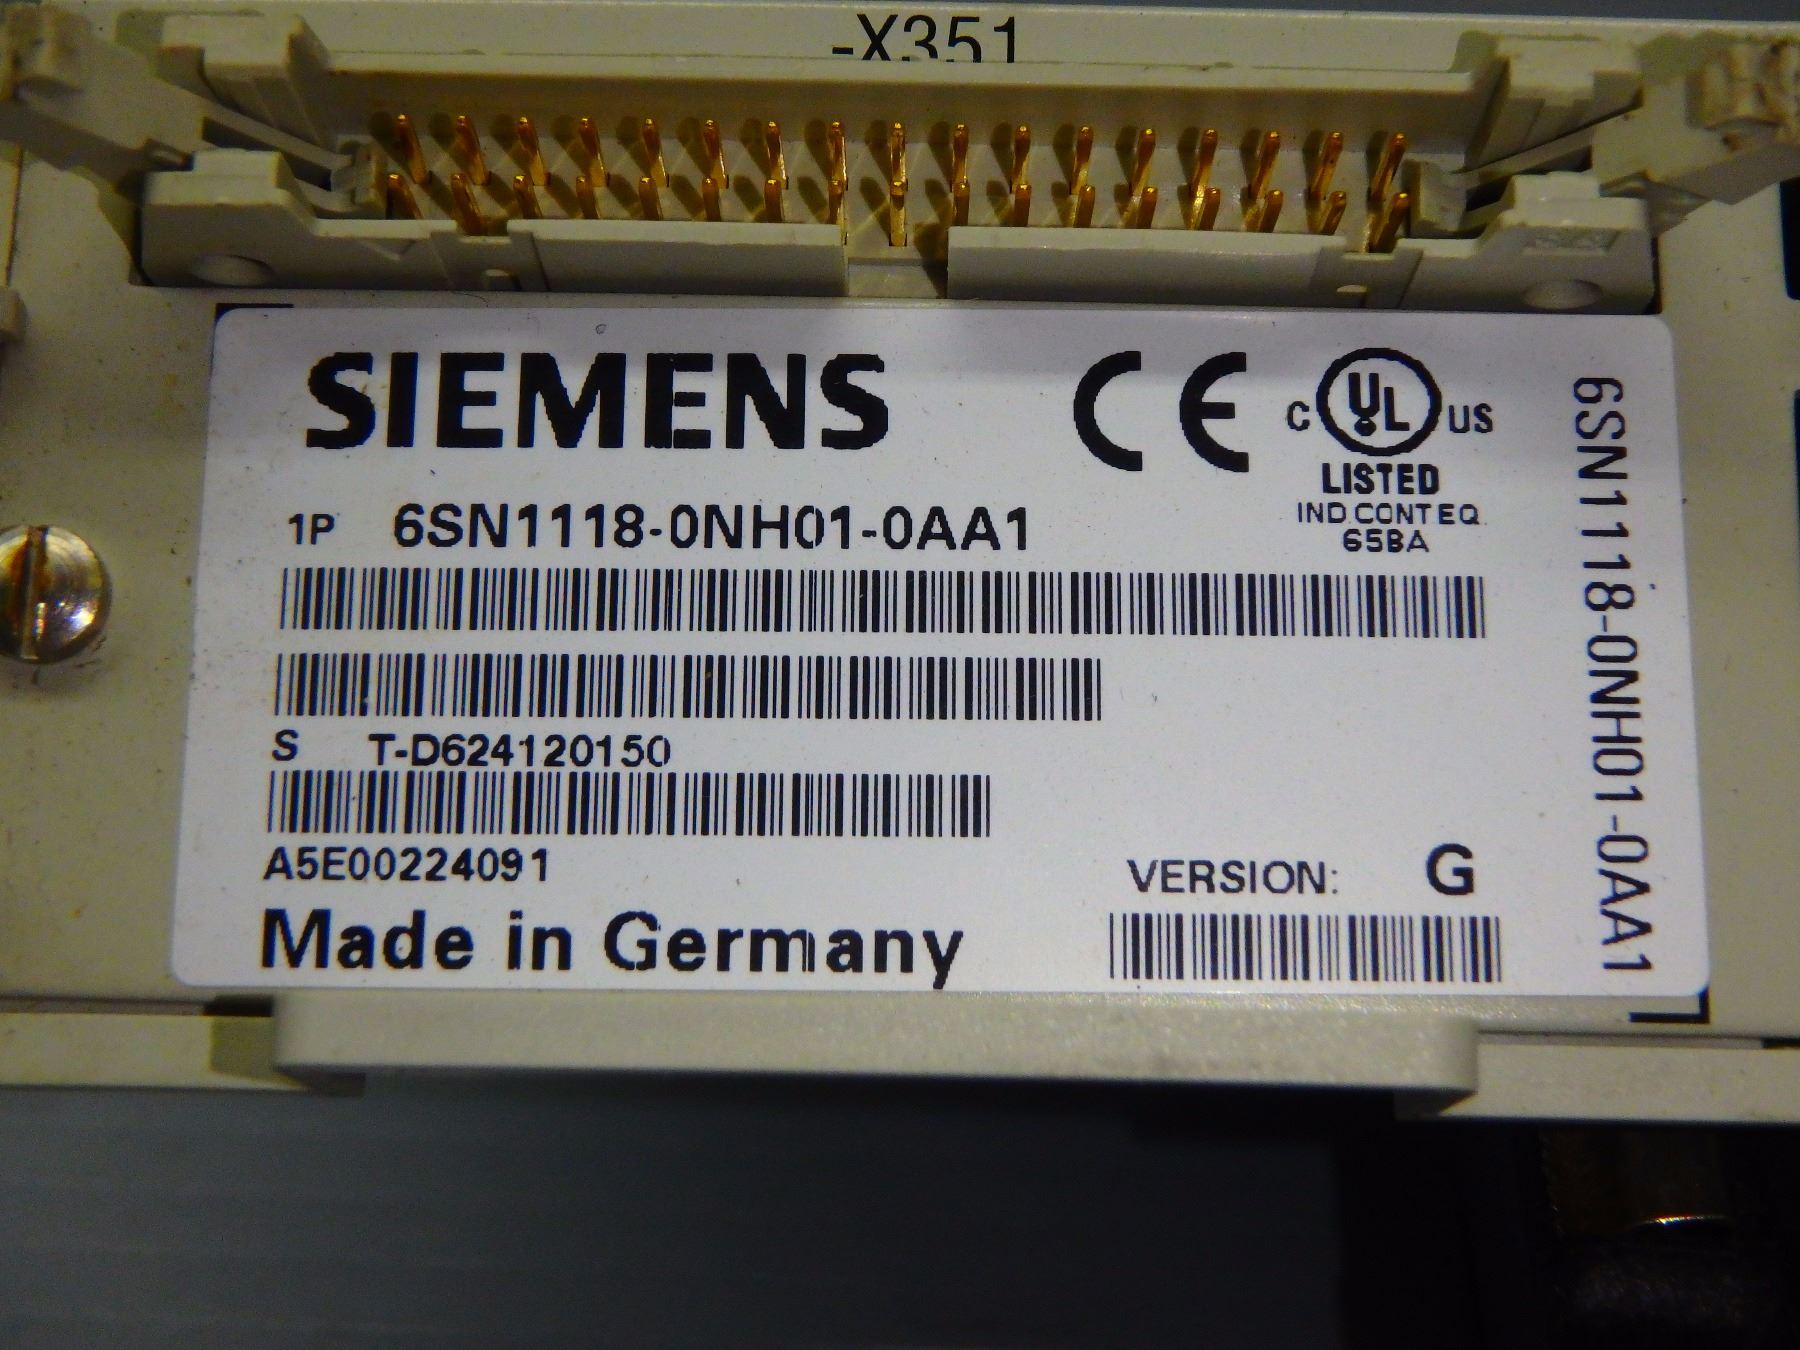 -X351
SIEMENS
CE
C UL US
LISTED
IND.CONT.EQ.
65BA
1P 6SN1118-0NH01-0AA1
S T-D624120150
A5E00224091
VERSION: G
Made in Germany
6SN1118-0NH01-0AA1